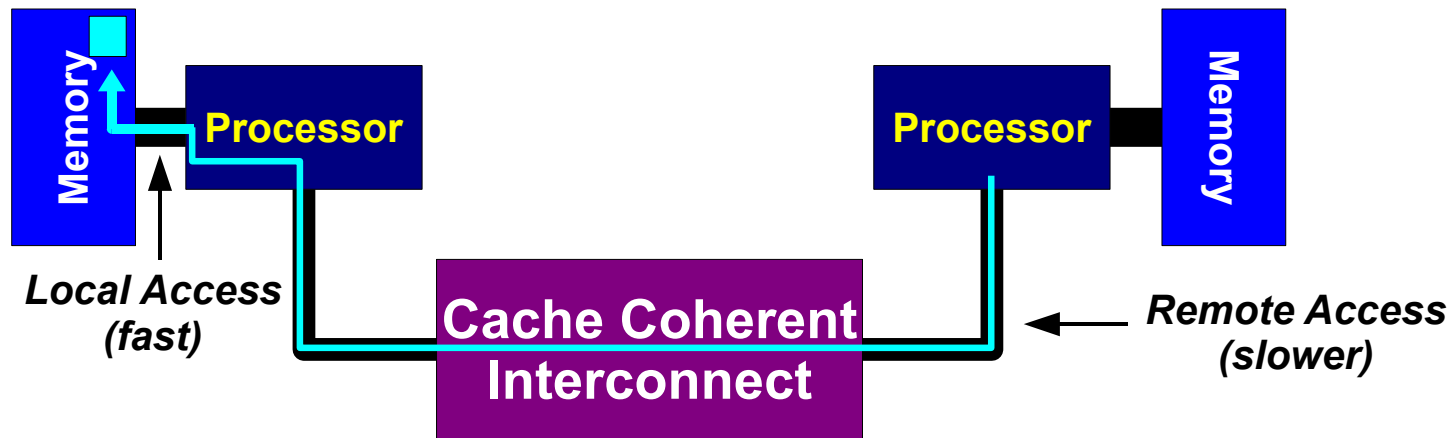 Memory
Processor
Processor
Memory
Local Access
(fast)
Cache Coherent
Interconnect
Remote Access
(slower)